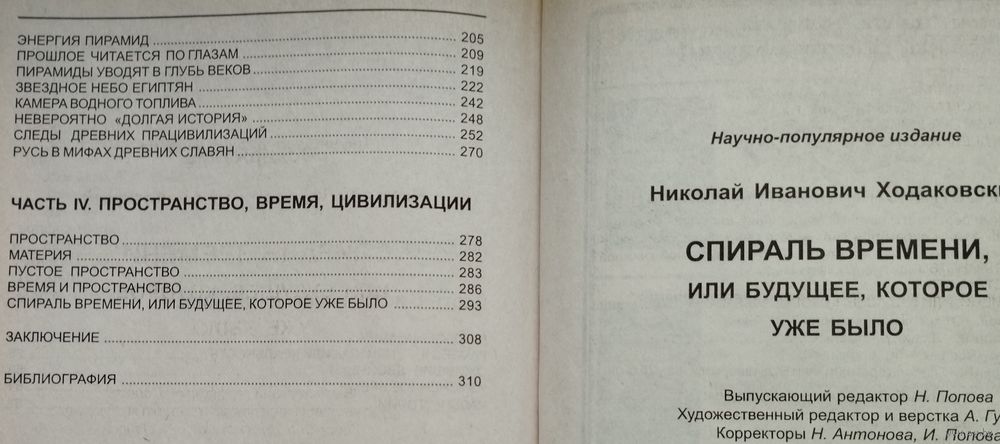 ЭНЕРГИЯ ПИРАМИД ........ 205
ПРОШЛОЕ ЧИТАЕТСЯ ПО ГЛАЗАМ ........ 209
ПИРАМИДЫ УВОДЯТ В ГЛУБЬ ВЕКОВ ........ 219
ЗВЕЗДНОЕ НЕБО ЕГИПТЯН ........ 222
КАМЕРА ВОДНОГО ТОПЛИВА ........ 242
НЕВЕРОЯТНО «ДОЛГАЯ ИСТОРИЯ» ........ 248
СЛЕДЫ ДРЕВНИХ ПРАЦИВИЛИЗАЦИЙ ........ 252
РУСЬ В МИФАХ ДРЕВНИХ СЛАВЯН ........ 270
ЧАСТЬ IV. ПРОСТРАНСТВО, ВРЕМЯ, ЦИВИЛИЗАЦИИ
ПРОСТРАНСТВО ........ 278
МАТЕРИЯ ........ 282
ПУСТОЕ ПРОСТРАНСТВО ........ 283
ВРЕМЯ И ПРОСТРАНСТВО ........ 286
СПИРАЛЬ ВРЕМЕНИ, ИЛИ БУДУЩЕЕ, КОТОРОЕ УЖЕ БЫЛО ........ 293
ЗАКЛЮЧЕНИЕ ........ 308
БИБЛИОГРАФИЯ ........ 310
Научно-популярное издание
Николай Иванович Ходаковски
СПИРАЛЬ ВРЕМЕНИ,
ИЛИ БУДУЩЕЕ, КОТОРОЕ
УЖЕ БЫЛО
Выпускающий редактор Н. Попова
Художественный редактор и верстка А. Гу
Корректоры Н. Антонова, И. Попова